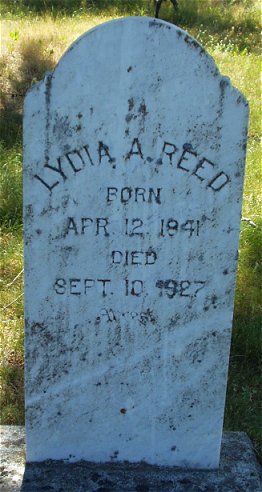 LYDIA. A. REED
BORN
APR. 12. 1841
DIED
SEPT. 10. 1927